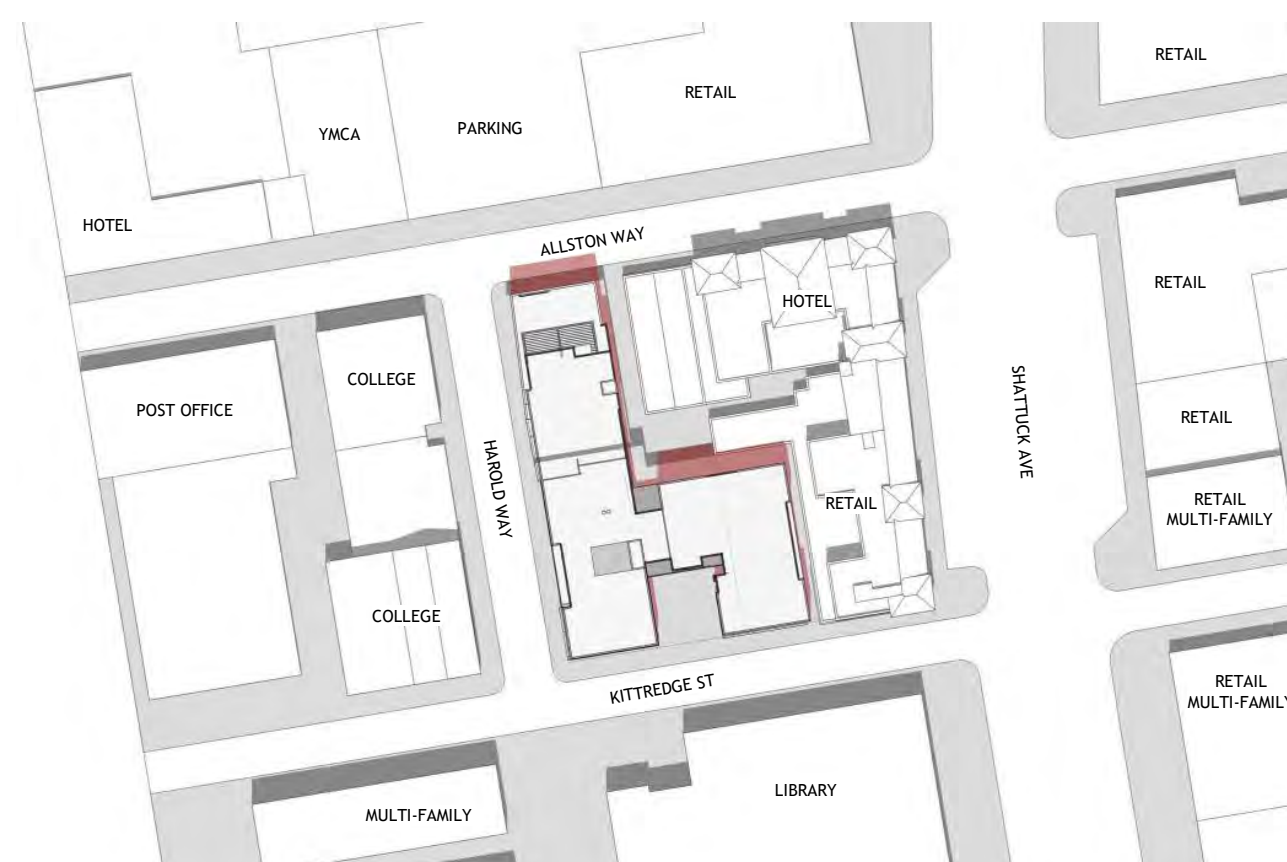 RETAIL
RETAIL
YMCA
PARKING
HOTEL
ALLSTON WAY
RETAIL
HOTEL
COLLEGE
POST OFFICE
SHATTUCK AVE
RETAIL
HAROLD WAY
RETAIL
RETAIL
MULTI-FAMILY
COLLEGE
KITTREDGE ST
RETAIL
MULTI-FAMILY
LIBRARY
MULTI-FAMILY